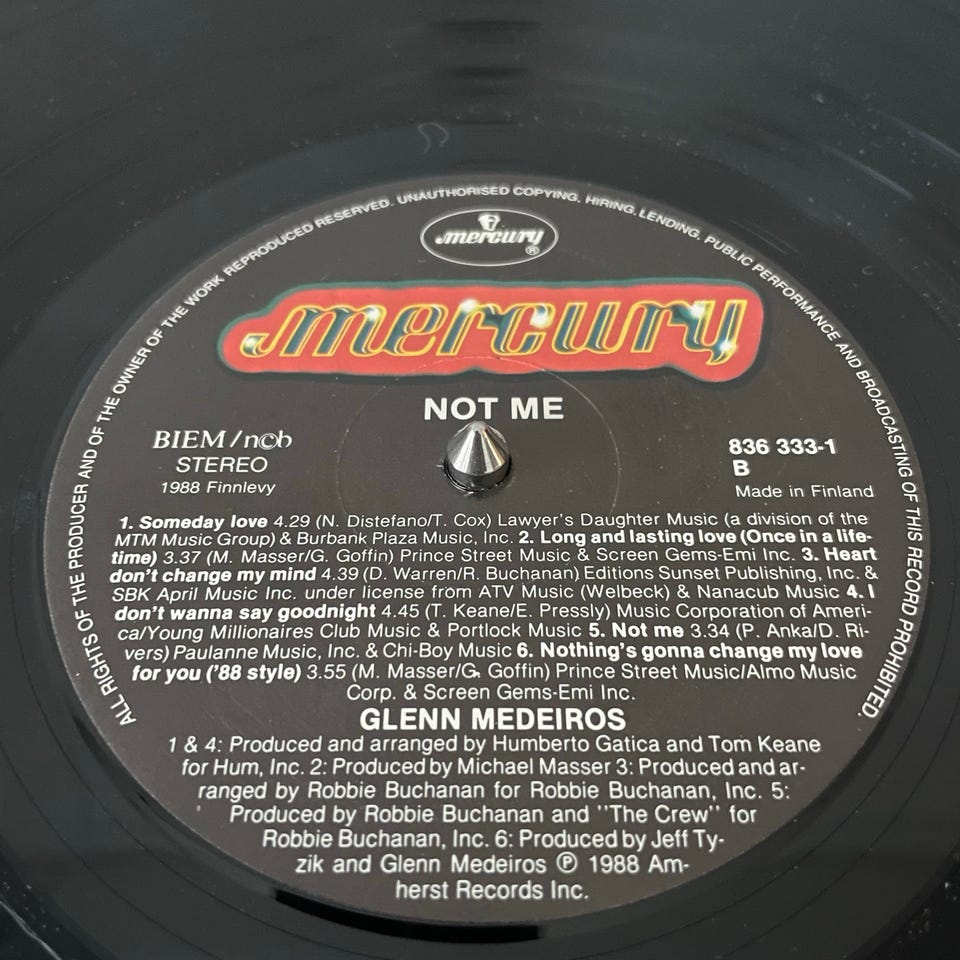 ALL RIGHTS OF THE PRODUCER AND OF THE OWNER OF THE WORK REPRODUCED RESERVED. UNAUTHORISED COPYING, HIRING, LENDING, PUBLIC PERFORMANCE AND BROADCASTING OF THIS RECORD PROHIBITED.
mercury®
mercury
NOT ME
BIEM/ncb
STEREO
1988 Finnlevy
836 333-1
B
Made in Finland
1. Someday love 4.29 (N. Distefano/T. Cox) Lawyer's Daughter Music (a division of the
MTM Music Group) & Burbank Plaza Music, Inc. 2. Long and lasting love (Once in a life-
time) 3.37 (M. Masser/G. Goffin) Prince Street Music & Screen Gems-Emi Inc. 3. Heart
don't change my mind 4.39 (D. Warren/R. Buchanan) Editions Sunset Publishing, Inc. &
SBK April Music Inc. under license from ATV Music (Welbeck) & Nanacub Music 4. I
don't wanna say goodnight 4.45 (T. Keane/E. Pressly) Music Corporation of Ameri-
ca/Young Millionaires Club Music & Portlock Music 5. Not me 3.34 (P. Anka/D. Ri-
vers) Paulanne Music, Inc. & Chi-Boy Music 6. Nothing's gonna change my love
for you ('88 style) 3.55 (M. Masser/G. Goffin) Prince Street Music/Almo Music
Corp. & Screen Gems-Emi Inc.
GLENN MEDEIROS
1 & 4: Produced and arranged by Humberto Gatica and Tom Keane
for Hum, Inc. 2: Produced by Michael Masser 3: Produced and ar-
ranged by Robbie Buchanan for Robbie Buchanan, Inc. 5:
Produced by Robbie Buchanan and "The Crew" for
Robbie Buchanan, Inc. 6: Produced by Jeff Ty-
zik and Glenn Medeiros ℗ 1988 Am-
herst Records Inc.